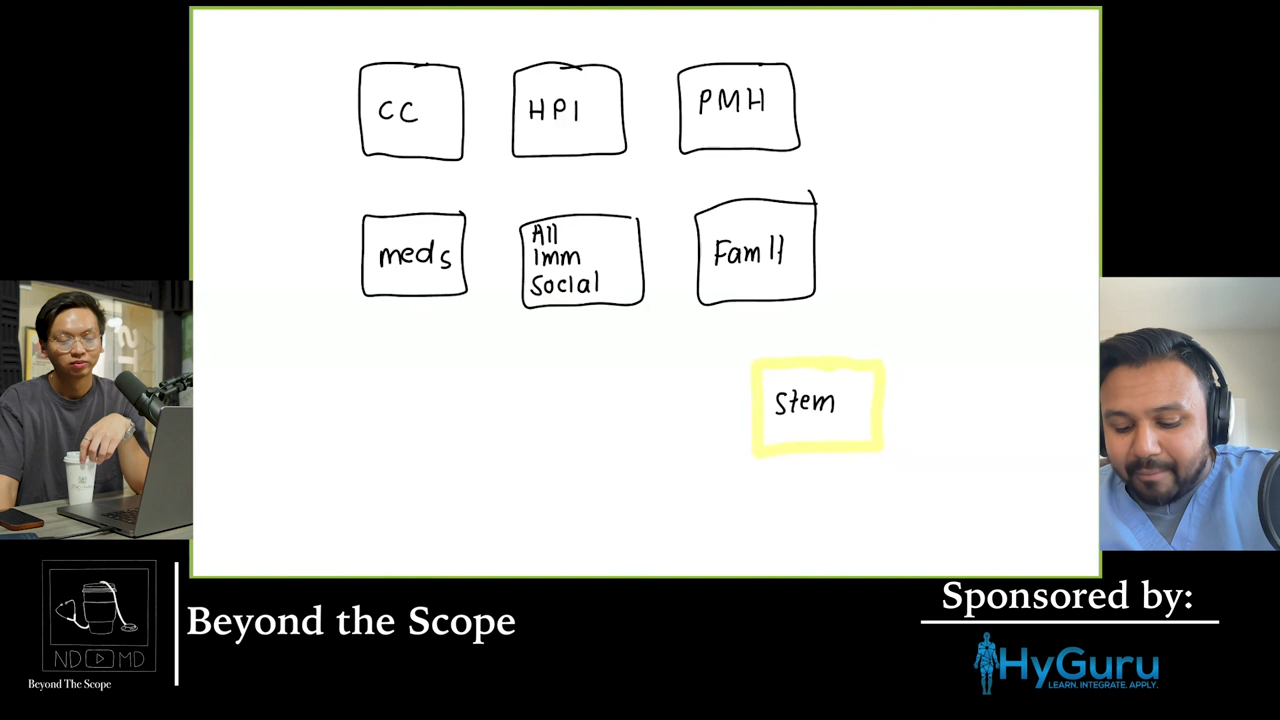 CC
HPI
PMH
meds
All
Imm
Social
Famll
Stem
Beyond the Scope
Sponsored by:
ND MD
Beyond The Scope
HyGuru
LEARN. INTEGRATE. APPLY.